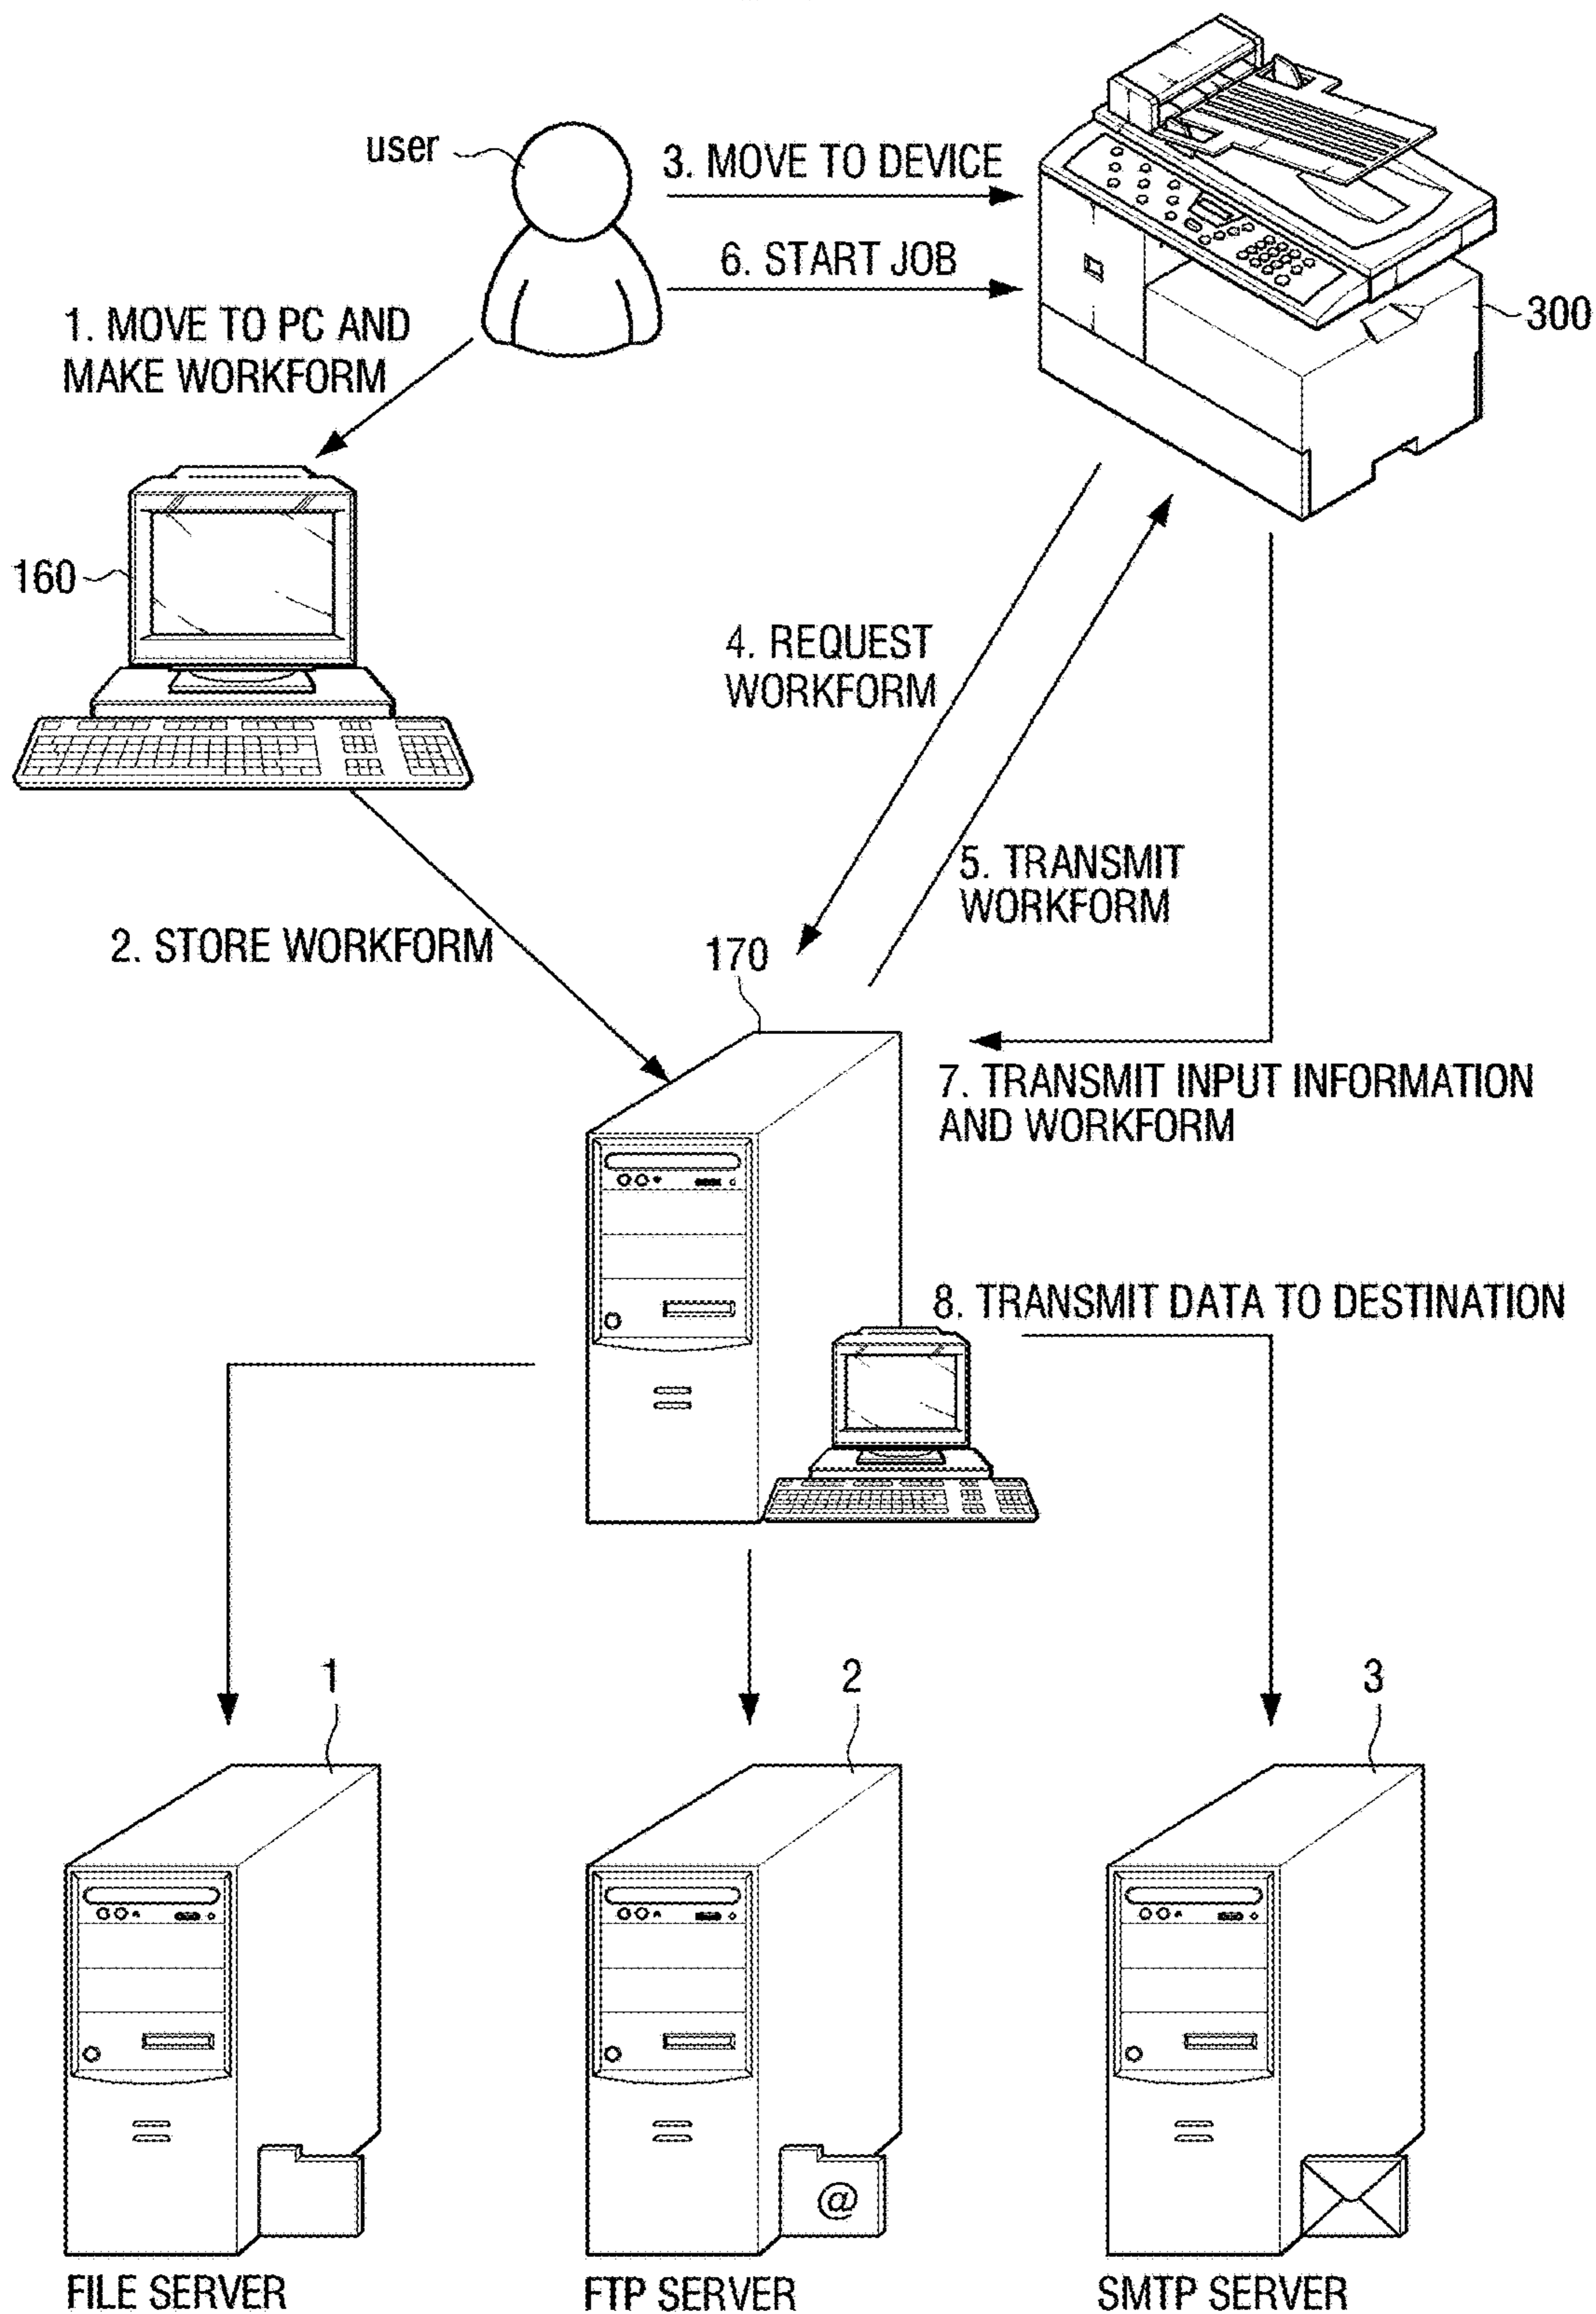 user
3. MOVE TO DEVICE
6. START JOB
300
1. MOVE TO PC AND
MAKE WORKFORM
160
4. REQUEST
WORKFORM
5. TRANSMIT
WORKFORM
2. STORE WORKFORM
170
7. TRANSMIT INPUT INFORMATION
AND WORKFORM
8. TRANSMIT DATA TO DESTINATION
1
2
3
@
FILE SERVER
FTP SERVER
SMTP SERVER